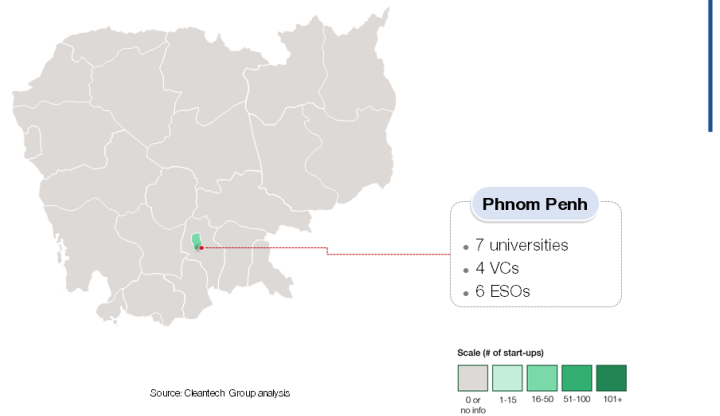 Phnom Penh
7 universities
4 VCs
6 ESOs
Scale (# of start-ups)
0 or
no info
1-15
16-50
51-100
101+
Source: Cleantech Group analysis